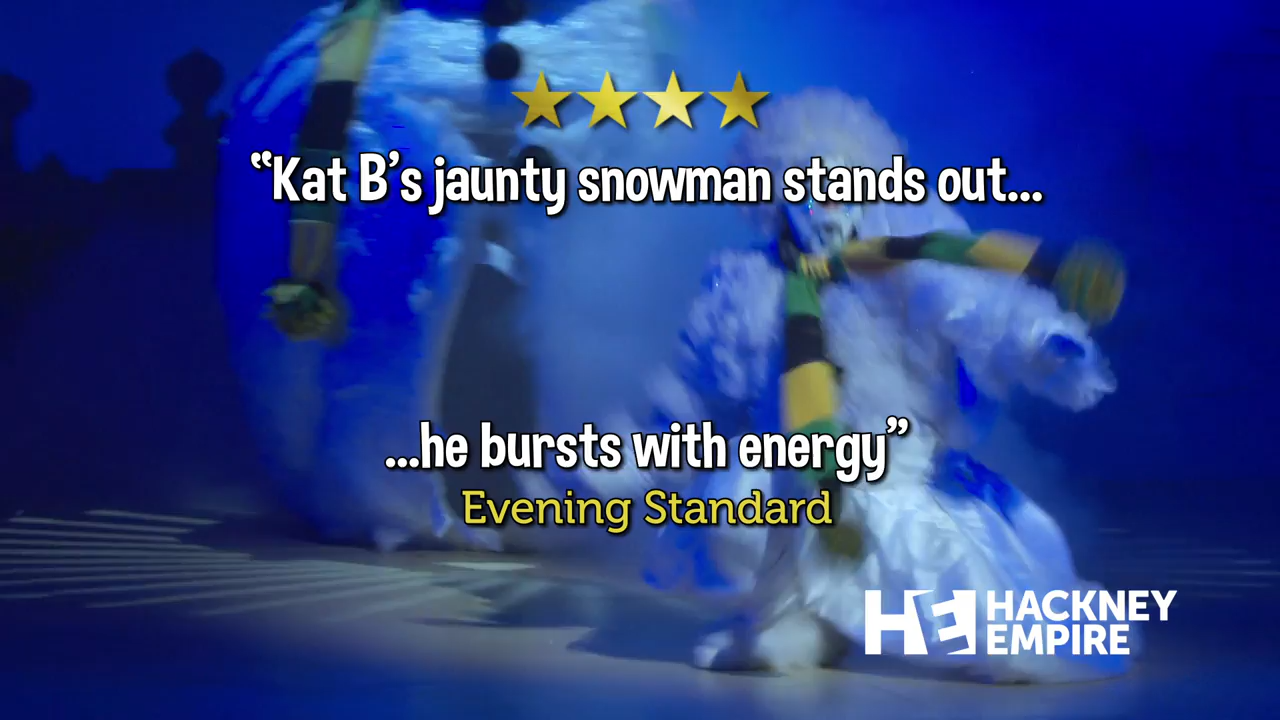 “Kat B’s jaunty snowman stands out...
...he bursts with energy”
Evening Standard
HE HACKNEY
EMPIRE